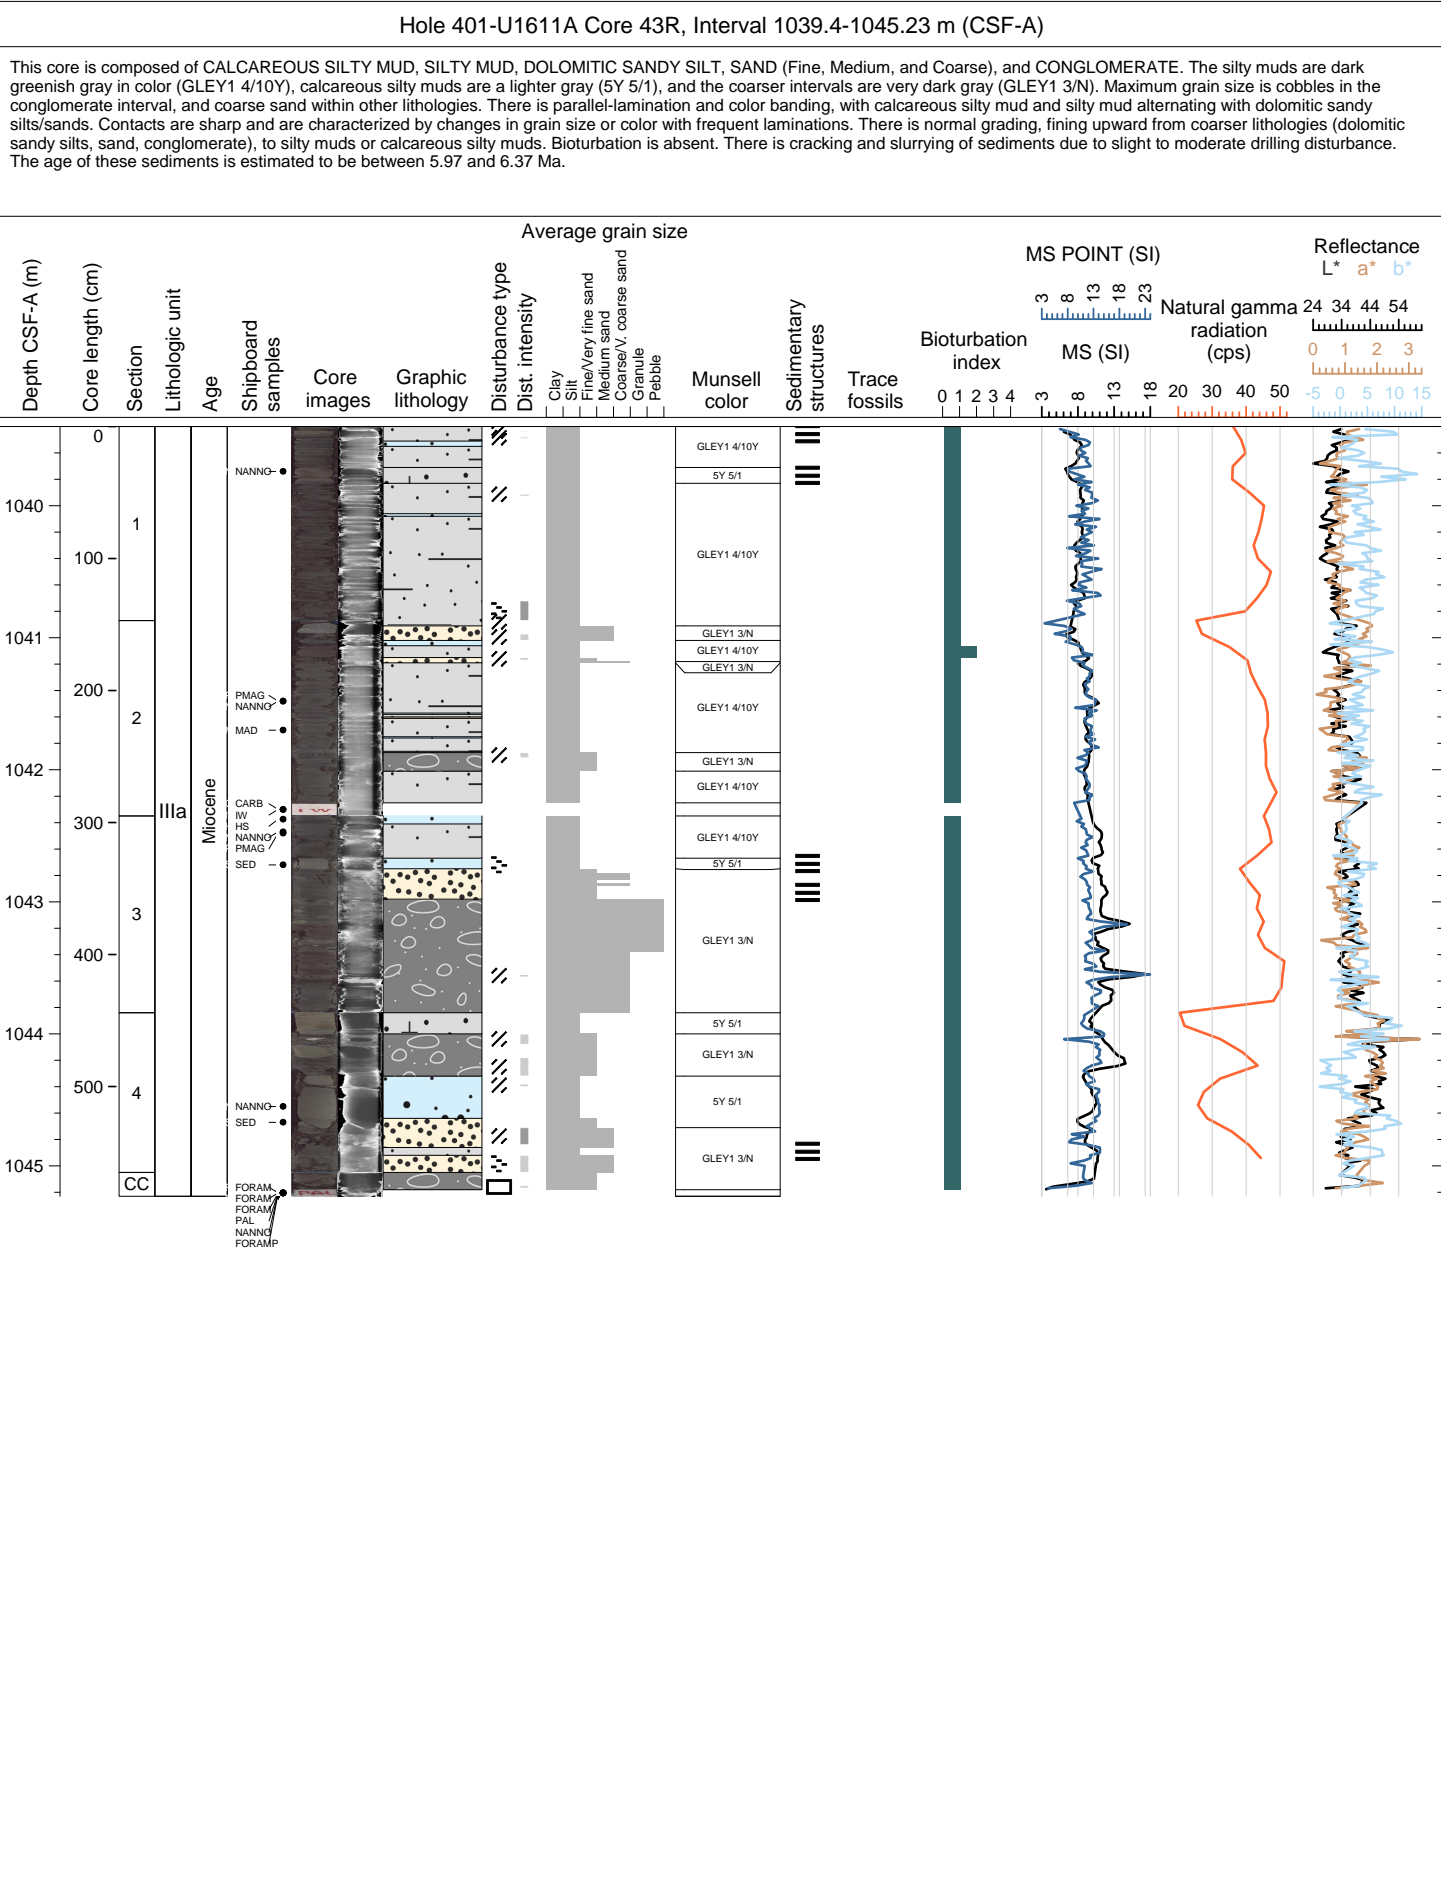 Hole 401-U1611A Core 43R, Interval 1039.4-1045.23 m (CSF-A)
This core is composed of CALCAREOUS SILTY MUD, SILTY MUD, DOLOMITIC SANDY SILT, SAND (Fine, Medium, and Coarse), and CONGLOMERATE. The silty muds are dark
greenish gray in color (GLEY1 4/10Y), calcareous silty muds are a lighter gray (5Y 5/1), and the coarser intervals are very dark gray (GLEY1 3/N). Maximum grain size is cobbles in the
conglomerate interval, and coarse sand within other lithologies. There is parallel-lamination and color banding, with calcareous silty mud and silty mud alternating with dolomitic sandy
silts/sands. Contacts are sharp and are characterized by changes in grain size or color with frequent laminations. There is normal grading, fining upward from coarser lithologies (dolomitic
sandy silts, sand, conglomerate), to silty muds or calcareous silty muds. Bioturbation is absent. There is cracking and slurrying of sediments due to slight to moderate drilling disturbance.
The age of these sediments is estimated to be between 5.97 and 6.37 Ma.
Depth CSF-A (m)
Core length (cm)
Section
Lithologic unit
Age
Shipboard
samples
Core
images
Graphic
lithology
Disturbance type
Dist. intensity
Average grain size
Clay
Silt
Fine/Very fine sand
Medium sand
Coarse/V. coarse sand
Granule
Pebble
Munsell
color
Sedimentary
structures
Trace
fossils
Bioturbation
index
0 1 2 3 4
MS POINT (SI)
3 8 13 18 23
MS (SI)
3 8 13 18
Natural gamma
radiation
(cps)
20 30 40 50
Reflectance
L* a* b*
24 34 44 54
0 1 2 3
-5 0 5 10 15
1040
1041
1042
1043
1044
1045
0
100
200
300
400
500
1
2
3
4
CC
IIIa
Miocene
NANNO
PMAG
NANNO
MAD
CARB
IW
HS
NANNO
PMAG
SED
NANNO
SED
FORAM
FORAM
FORAM
PAL
NANNO
FORAMP
I W
PAL
GLEY1 4/10Y
5Y 5/1
GLEY1 4/10Y
GLEY1 3/N
GLEY1 4/10Y
GLEY1 3/N
GLEY1 4/10Y
GLEY1 3/N
GLEY1 4/10Y
GLEY1 4/10Y
5Y 5/1
GLEY1 3/N
5Y 5/1
GLEY1 3/N
5Y 5/1
GLEY1 3/N